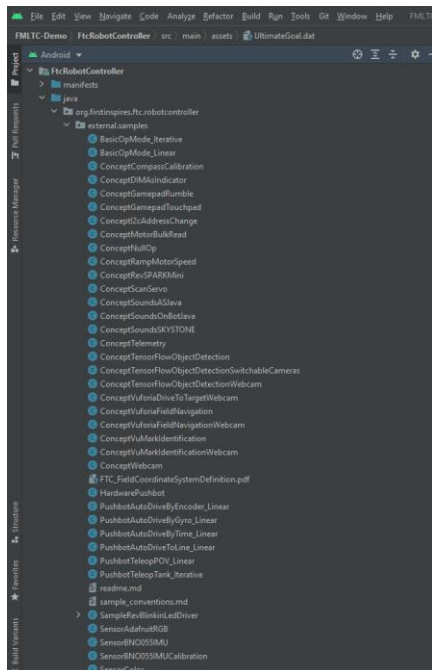 File Edit View Navigate Code Analyze Refactor Build Run Tools Git Window Help FMLTC
FMLTC-Demo FtcRobotController src main assets UltimateGoal.dat
Android
FtcRobotController
manifests
java
org.firstinspires.ftc.robotcontroller
external.samples
BasicOpMode_Iterative
BasicOpMode_Linear
ConceptCompassCalibration
ConceptDIMAsIndicator
ConceptGamepadRumble
ConceptGamepadTouchpad
ConceptI2cAddressChange
ConceptMotorBulkRead
ConceptNullOp
ConceptRampMotorSpeed
ConceptRevSPARKMini
ConceptScanServo
ConceptSoundsASJava
ConceptSoundsOnBotJava
ConceptSoundsSKYSTONE
ConceptTelemetry
ConceptTensorFlowObjectDetection
ConceptTensorFlowObjectDetectionSwitchableCameras
ConceptTensorFlowObjectDetectionWebcam
ConceptVuforiaDriveToTargetWebcam
ConceptVuforiaFieldNavigation
ConceptVuforiaFieldNavigationWebcam
ConceptVuMarkIdentification
ConceptVuMarkIdentificationWebcam
ConceptWebcam
FTC_FieldCoordinateSystemDefinition.pdf
HardwarePushbot
PushbotAutoDriveByEncoder_Linear
PushbotAutoDriveByGyro_Linear
PushbotAutoDriveByTime_Linear
PushbotAutoDriveToLine_Linear
PushbotTeleopPOV_Linear
PushbotTeleopTank_Iterative
readme.md
sample_conventions.md
SampleRevBlinkinLedDriver
SensorAdafruitRGB
SensorBNO055IMU
SensorBNO055IMUCalibration
SensorColor
Project
Pull Requests
Resource Manager
Structure
Favorites
Build Variants